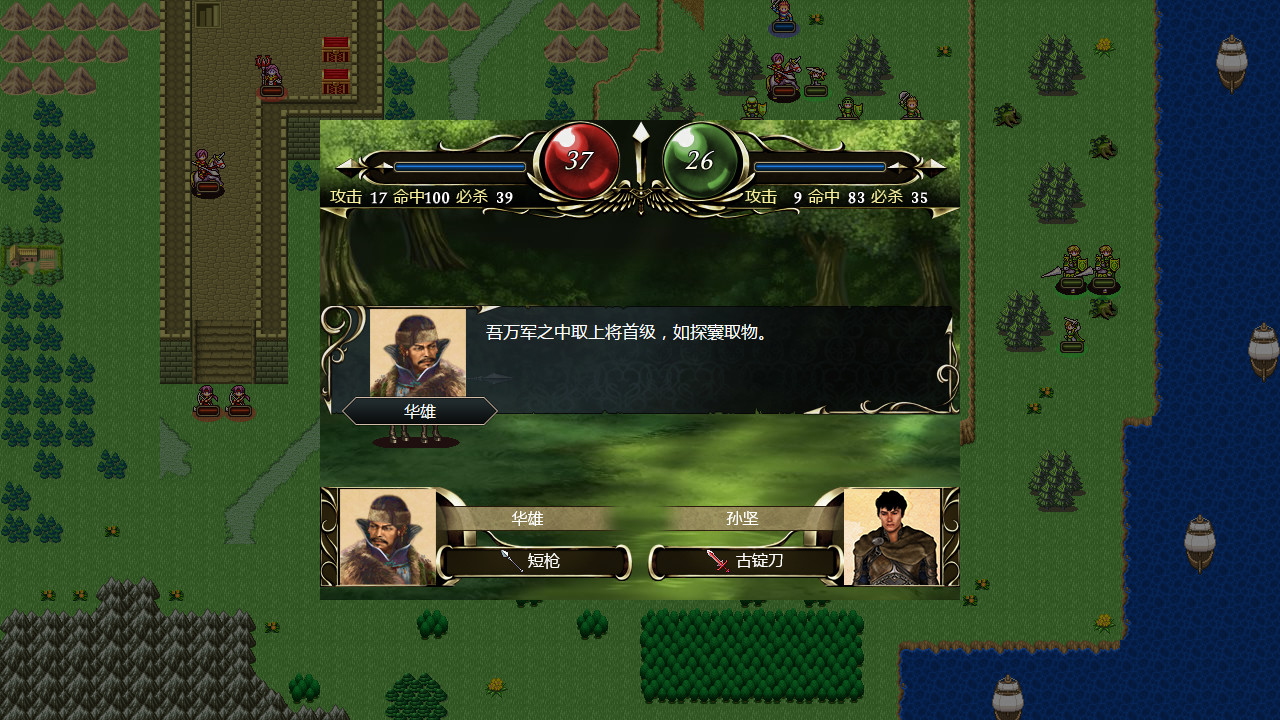 37 26
攻击 17 命中100 必杀 39
攻击 9 命中 83 必杀 35
吾万军之中取上将首级，如探囊取物。
华雄
华雄 孙坚
短枪 古锭刀